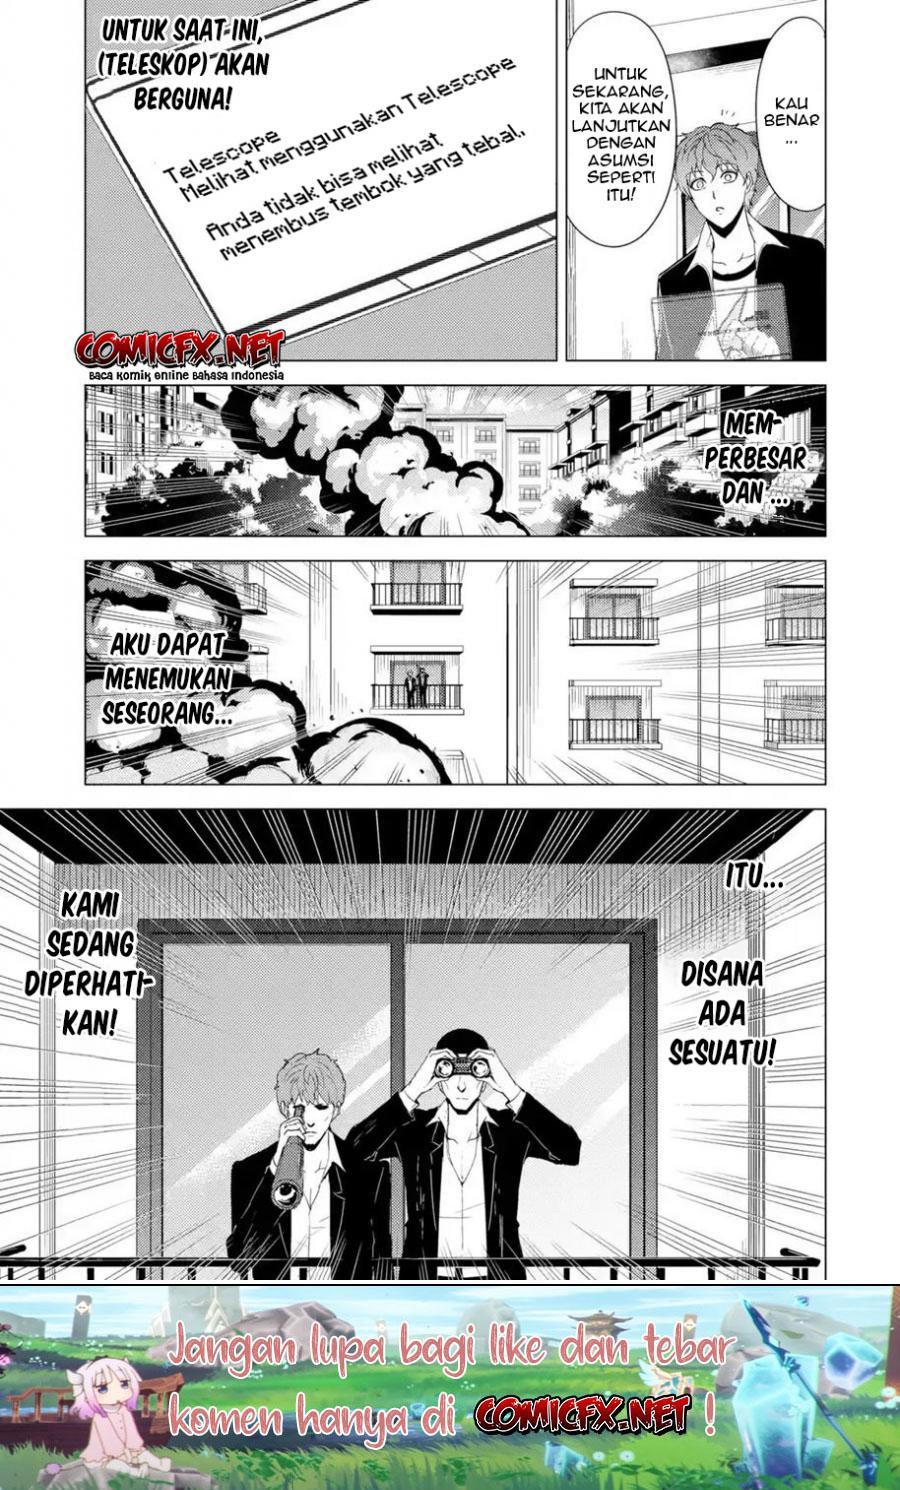 KAU
BENAR
...
UNTUK
SEKARANG,
KITA AKAN
LANJUTKAN
DENGAN
ASUMSI
SEPERTI
ITU!
UNTUK SAAT INI,
(TELESKOP) AKAN
BERGUNA!
Telescope
Melihat menggunakan Telescope
Anda tidak bisa melihat
menembus tembok yang tebal.
COMICFX.NET
Baca Komik Online Bahasa Indonesia
MEM-
PERBESAR
DAN ...
AKU DAPAT
MENEMUKAN
SESEORANG...
ITU...
DISANA
ADA
SESUATU!
KAMI
SEDANG
DIPERHATI-
KAN!
Jangan lupa bagi like dan tebar
komen hanya di COMICFX.NET !